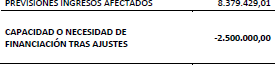 PREVISIONES INGRESOS AFECTADOS 8.379.429,01
CAPACIDAD O NECESIDAD DE
FINANCIACIÓN TRAS AJUSTES -2.500.000,00